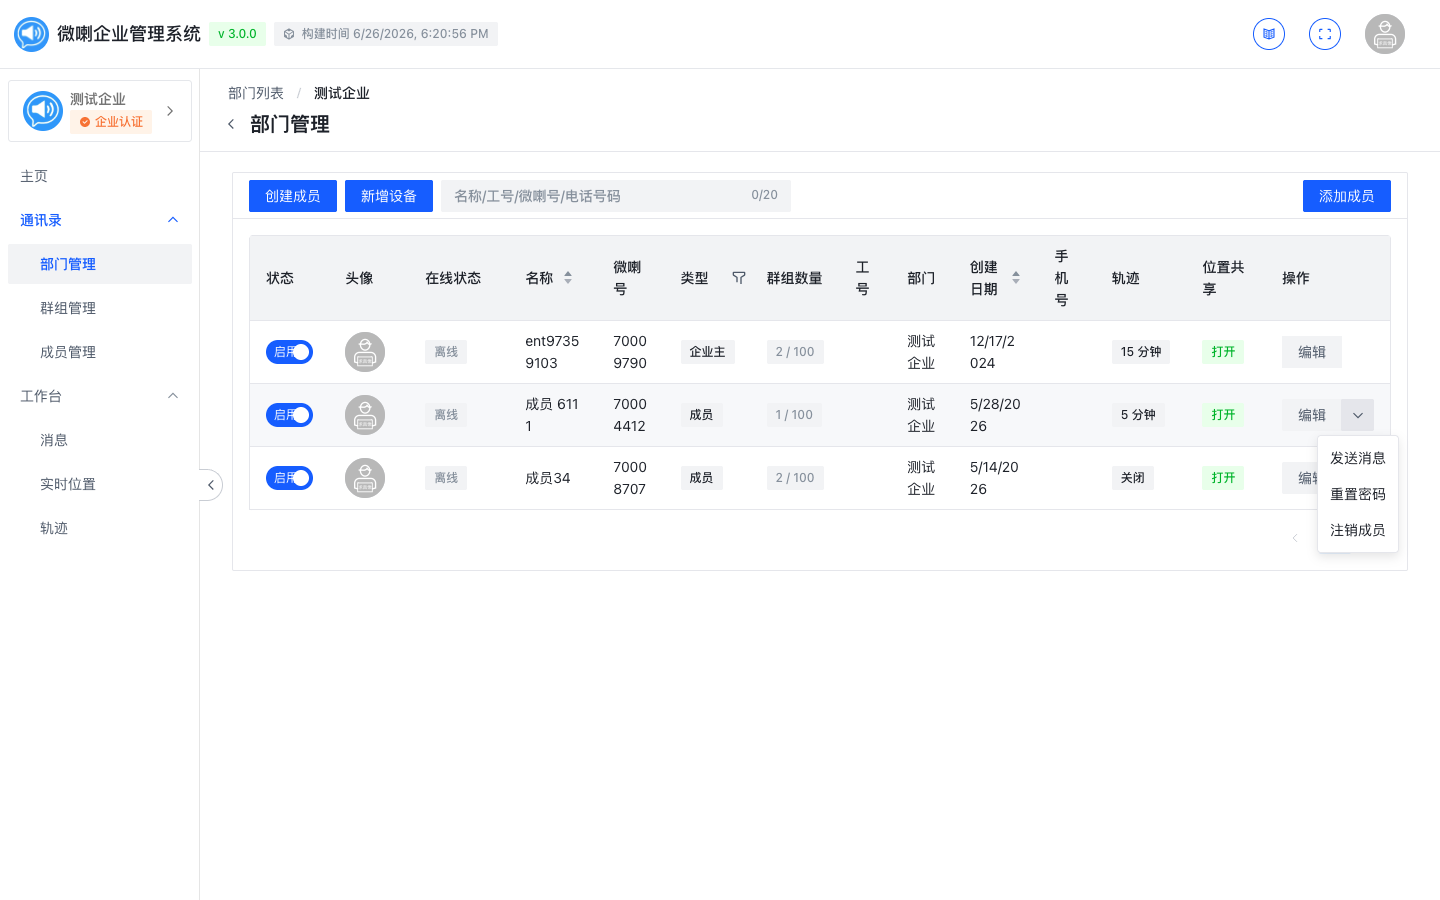 微喇企业管理系统
v 3.0.0
构建时间 6/26/2026, 6:20:56 PM
测试企业
企业认证
主页
通讯录
部门管理
群组管理
成员管理
工作台
消息
实时位置
轨迹
部门列表 / 测试企业
部门管理
创建成员
新增设备
名称/工号/微喇号/电话号码
0/20
添加成员
状态
头像
在线状态
名称
微喇
号
类型
群组数量
工
号
部门
创建
日期
手
机
号
轨迹
位置共
享
操作
启用
离线
ent9735
9103
7000
9790
企业主
2 / 100
测试
企业
12/17/2
024
15 分钟
打开
编辑
启用
离线
成员 611
1
7000
4412
成员
1 / 100
测试
企业
5/28/20
26
5 分钟
打开
编辑
启用
离线
成员34
7000
8707
成员
2 / 100
测试
企业
5/14/20
26
关闭
打开
编辑
发送消息
重置密码
注销成员